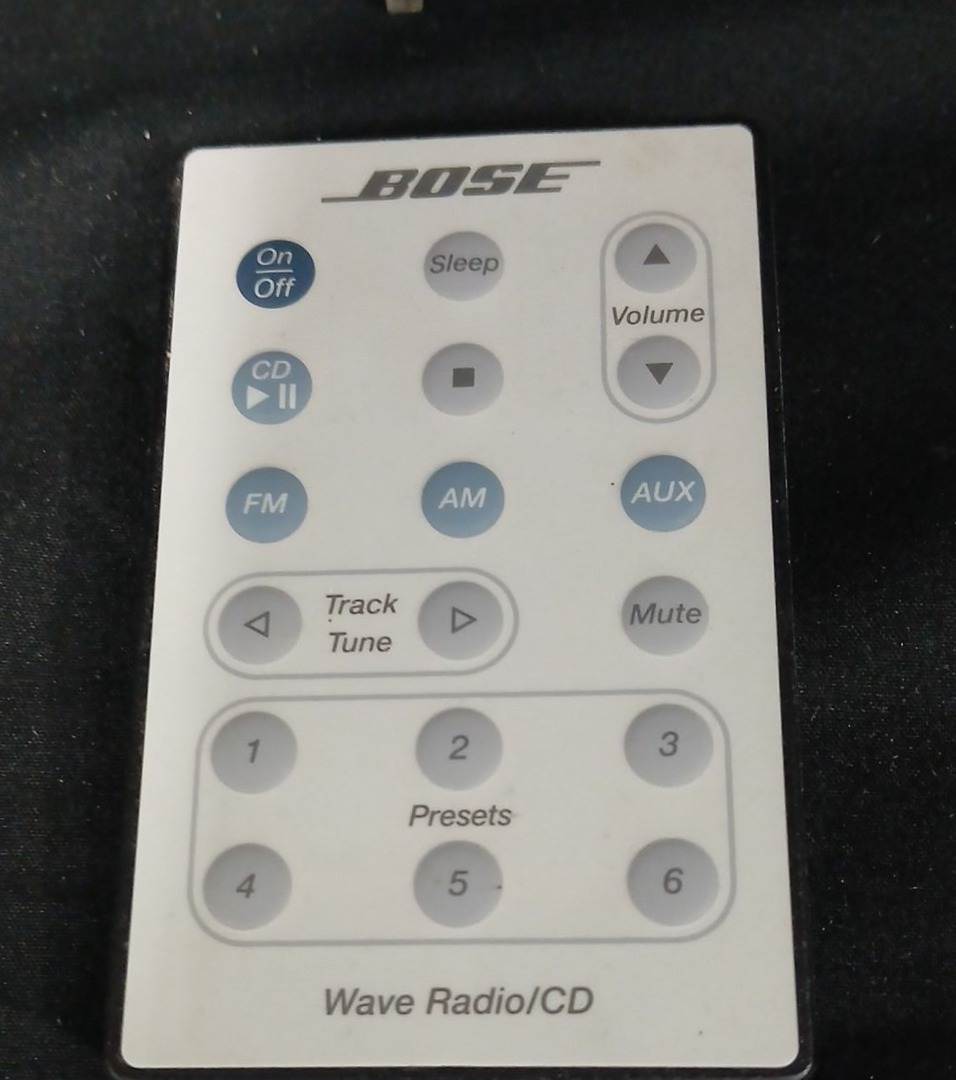 BOSE
On
Off
Sleep
Volume
CD
FM
AM
AUX
Track
Tune
Mute
1
2
3
Presets
4
5
6
Wave Radio/CD